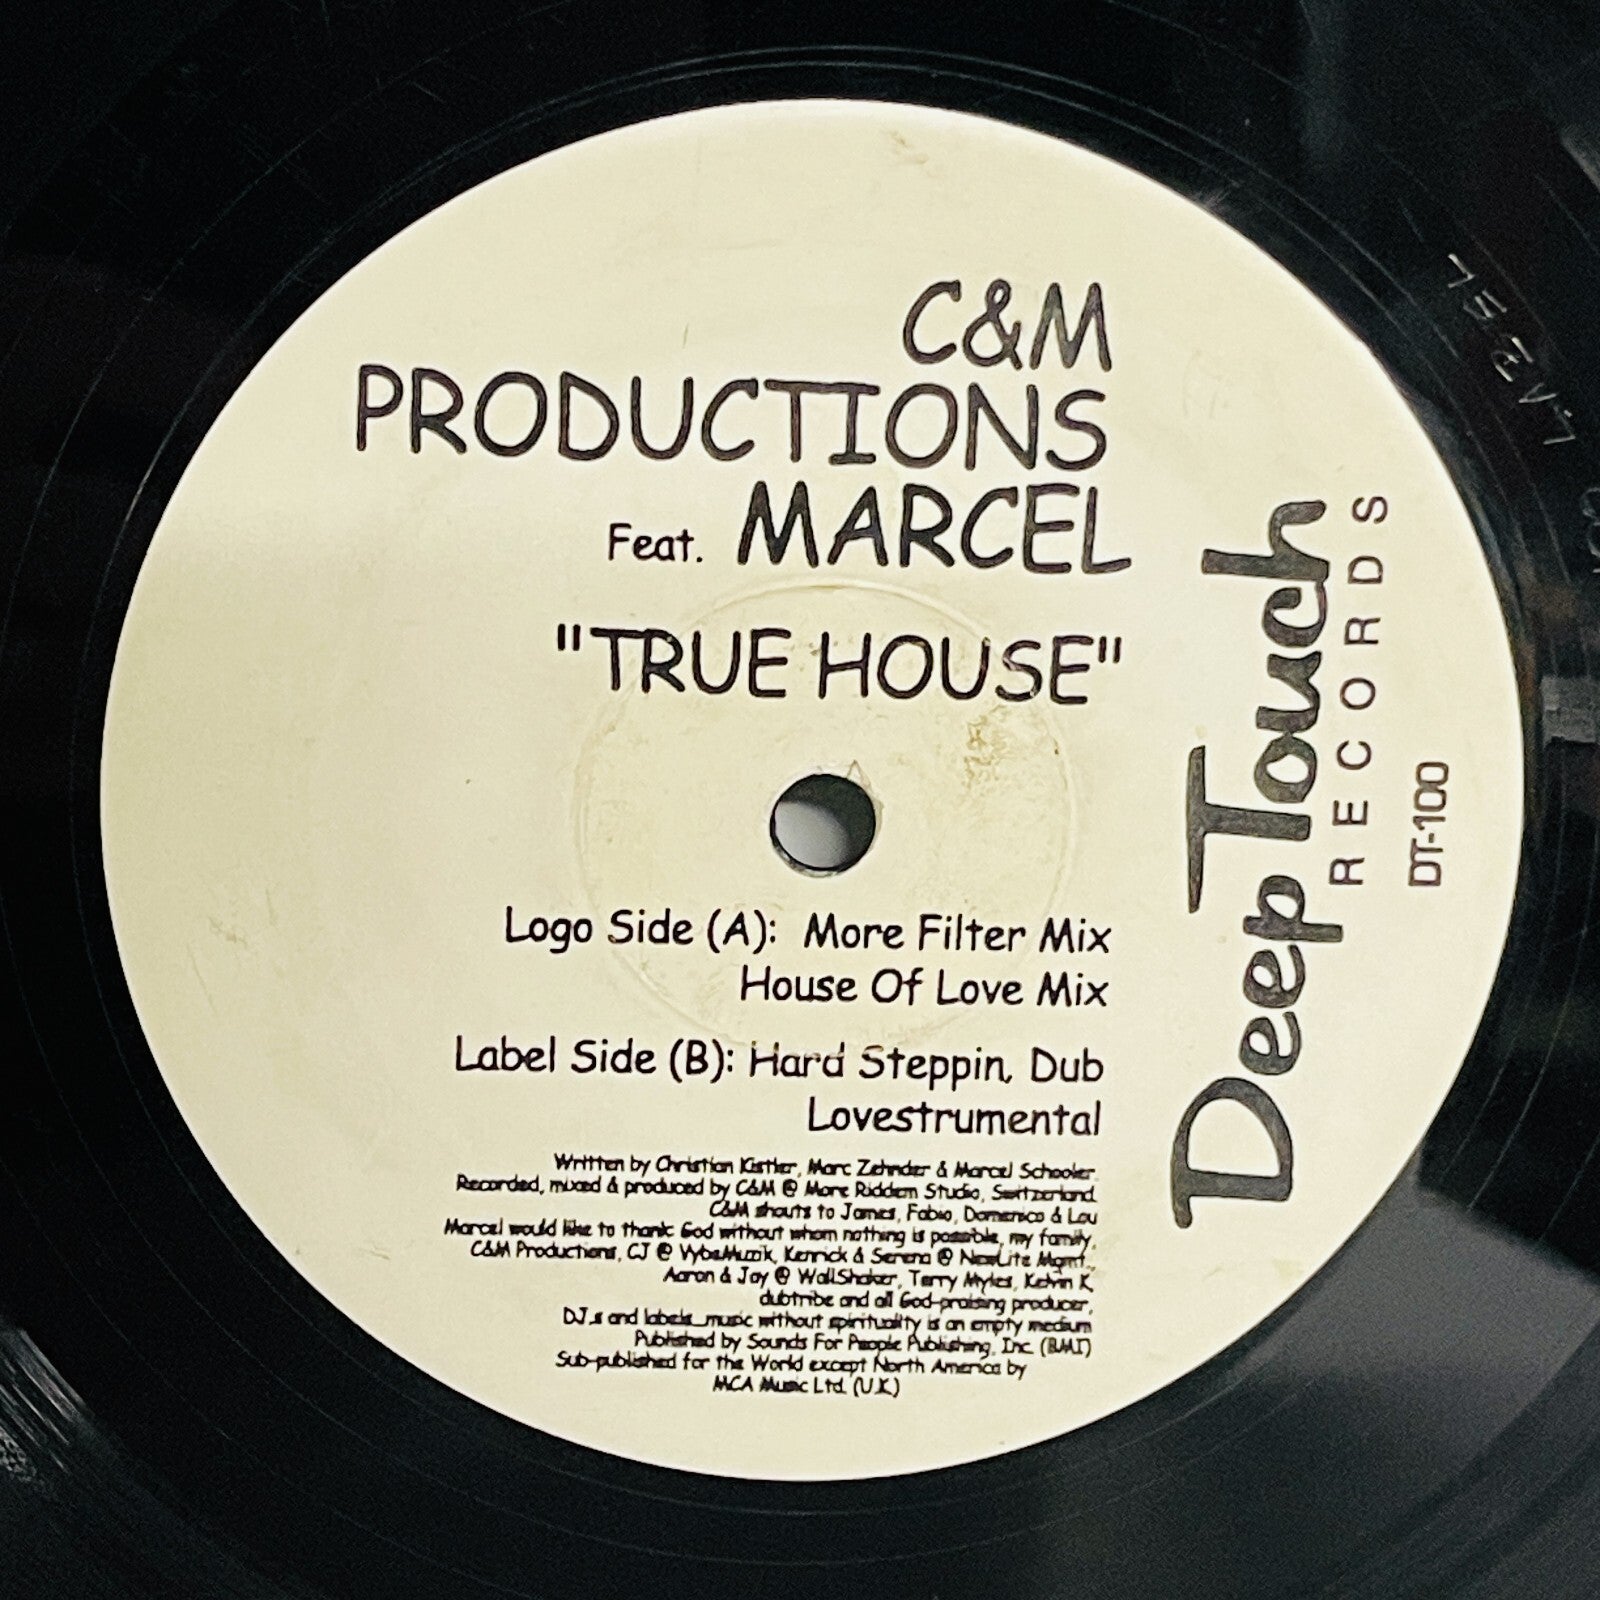 C&M
PRODUCTIONS
Feat. MARCEL
"TRUE HOUSE"
Logo Side (A): More Filter Mix
House Of Love Mix
Label Side (B): Hard Steppin, Dub
Lovestrumental
Written by Christian Kistler, Marc Zehnder & Marcel Schooler.
Recorded, mixed & produced by C&M @ More Riddem Studio, Switzerland.
C&M shouts to James, Fabio, Domenico & Lou
Marcel would like to thank God without whom nothing is possible, my family,
C&M Productions, CJ @ VybeMuzik, Kenrick & Serena @ NewLite Mgmt.,
Aaron & Jay @ WallShaker, Terry Myles, Kelvin K,
dubtribe and all God-praising producer,
DJ,s and labels_music without spirituality is an empty medium
Published by Sounds For People Publishing, Inc. (BMI)
Sub-published for the World except North America by
MCA Music Ltd. (U.K.)
Deep Touch
RECORDS
DT-100